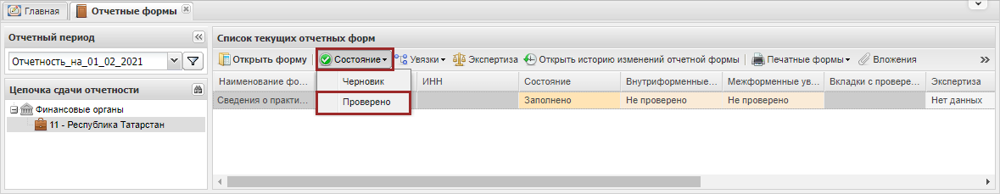 Главная
Отчетные формы
Отчетный период
Отчетность_на_01_02_2021
Цепочка сдачи отчетности
Финансовые органы
11 - Республика Татарстан
Список текущих отчетных форм
Открыть форму Состояние Увязки Экспертиза Открыть историю изменений отчетной формы Печатные формы Вложения
Черновик
Проверено
Наименование фо... ИНН Состояние Внутриформенные... Межформенные ув... Вкладки с провере... Экспертиза
Сведения о практи... Заполнено Не проверено Не проверено Нет данных